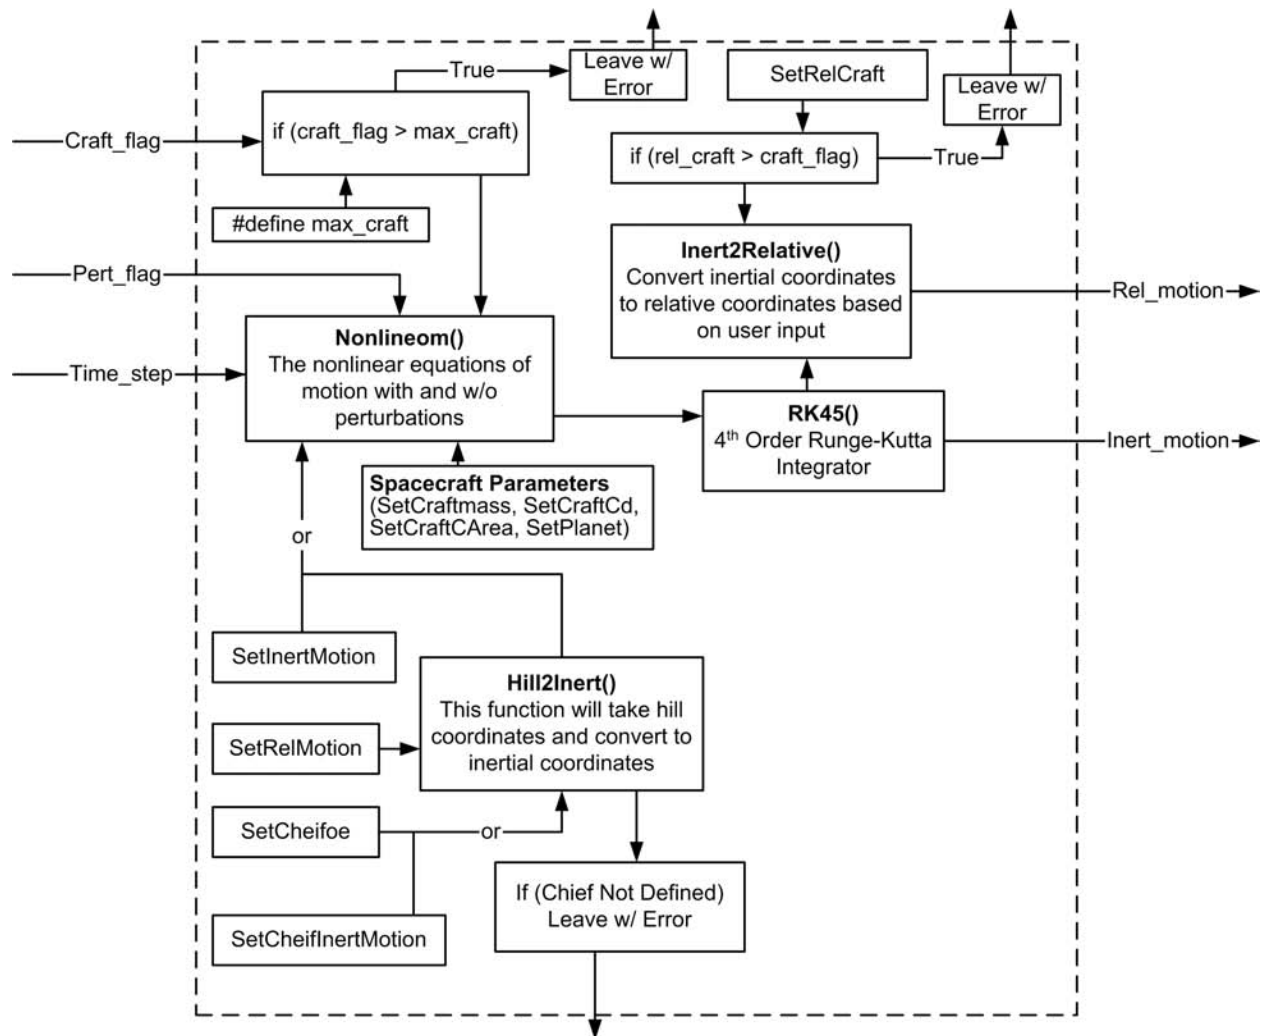 True
Leave w/
Error
SetRelCraft
Leave w/
Error
Craft_flag
if (craft_flag > max_craft)
if (rel_craft > craft_flag)
True
#define max_craft
Inert2Relative()
Convert inertial coordinates
to relative coordinates based
on user input
Rel_motion
Pert_flag
Nonlineom()
The nonlinear equations of
motion with and w/o
perturbations
Time_step
RK45()
4th Order Runge-Kutta
Integrator
Inert_motion
Spacecraft Parameters
(SetCraftmass, SetCraftCd,
SetCraftCArea, SetPlanet)
or
SetInertMotion
Hill2Inert()
This function will take hill
coordinates and convert to
inertial coordinates
SetRelMotion
SetCheifoe
or
SetCheifInertMotion
If (Chief Not Defined)
Leave w/ Error